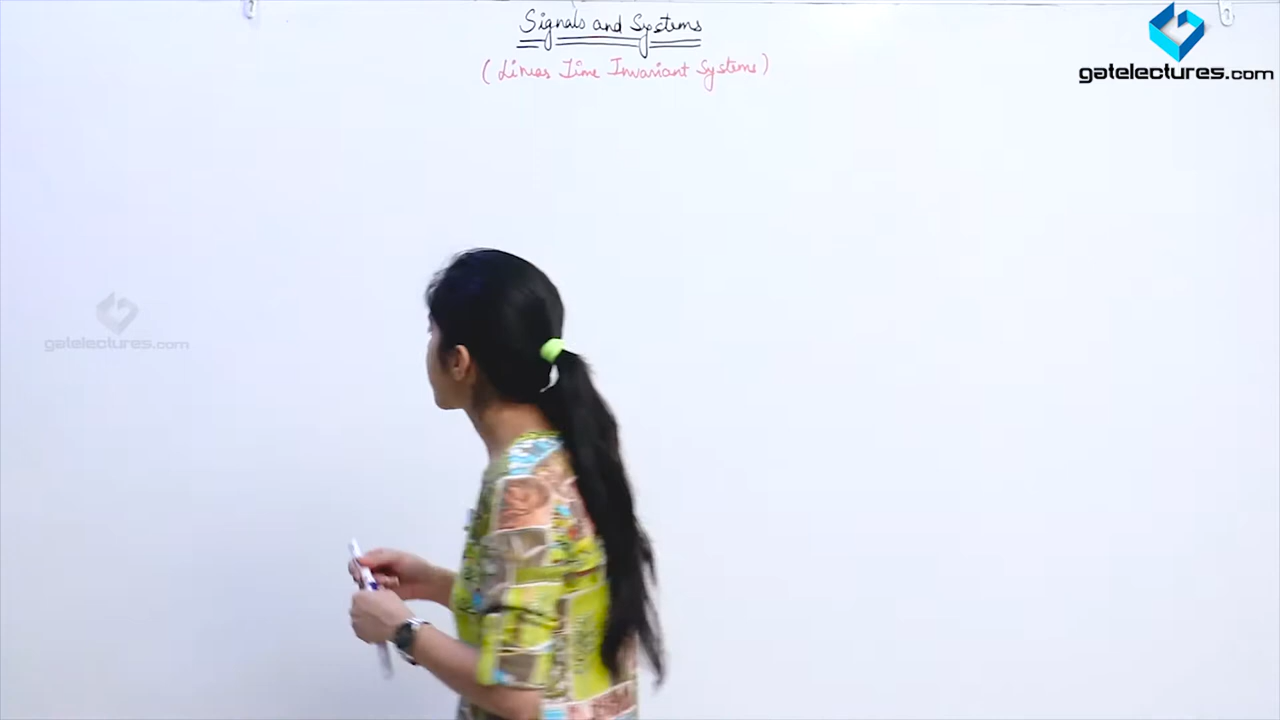 Signals and Systems
(Linear Time Invariant Systems)
gatelectures.com
gatelectures.com